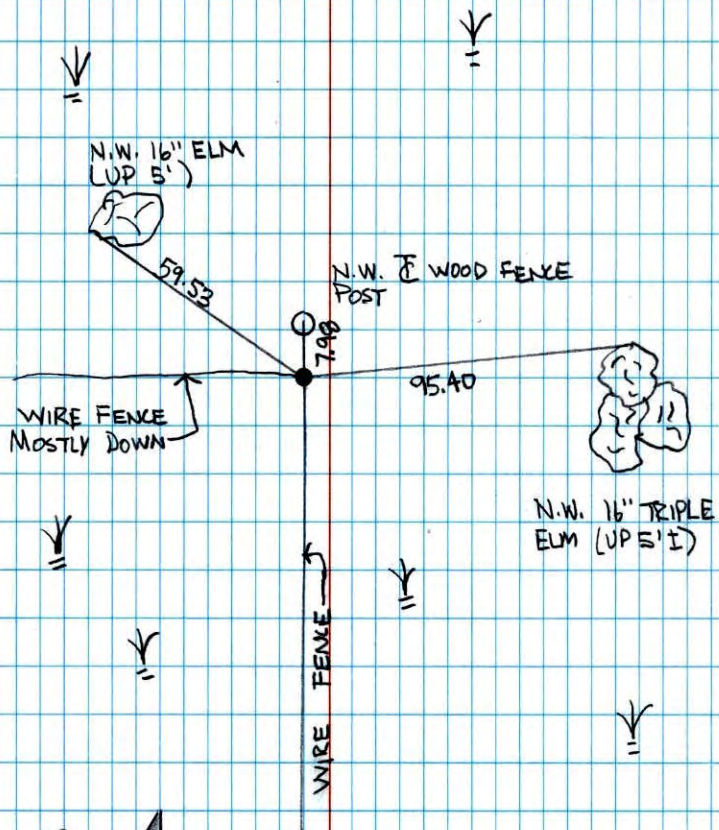 N.W. 16" ELM
(UP 5')
59.53
N.W. ℄ WOOD FENCE
POST
7.98
95.40
WIRE FENCE
MOSTLY DOWN
N.W. 16" TRIPLE
ELM (UP 5'±)
WIRE FENCE